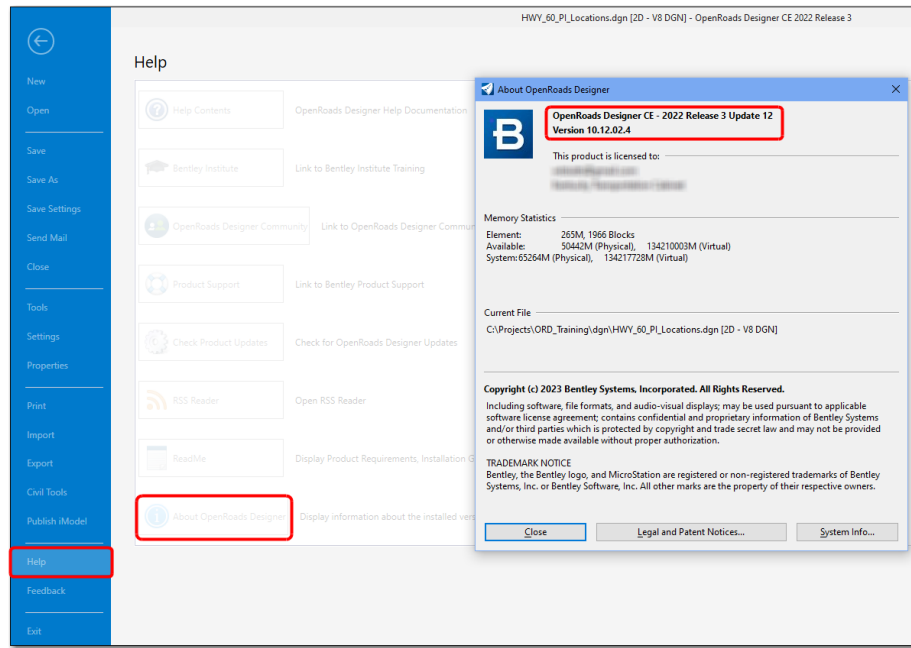 HWY_60_PI_Locations.dgn [2D - V8 DGN] - OpenRoads Designer CE 2022 Release 3
Help
New
Open
Save
Save As
Save Settings
Send Mail
Close
Tools
Settings
Properties
Print
Import
Export
Civil Tools
Publish iModel
Help
Feedback
Exit
Help Contents OpenRoads Designer Help Documentation
Bentley Institute Link to Bentley Institute Training
OpenRoads Designer Community Link to OpenRoads Designer Commun
Product Support Link to Bentley Product Support
Check Product Updates Check for OpenRoads Designer Updates
RSS Reader Open RSS Reader
ReadMe Display Product Requirements, Installation G
About OpenRoads Designer Display information about the installed vers
About OpenRoads Designer
B
OpenRoads Designer CE - 2022 Release 3 Update 12
Version 10.12.02.4
This product is licensed to:
Memory Statistics
Element: 265M, 1966 Blocks
Available: 50442M (Physical), 134210003M (Virtual)
System: 65264M (Physical), 134217728M (Virtual)
Current File
C:\Projects\ORD_Training\dgn\HWY_60_PI_Locations.dgn [2D - V8 DGN]
Copyright (c) 2023 Bentley Systems, Incorporated. All Rights Reserved.
Including software, file formats, and audio-visual displays; may be used pursuant to applicable
software license agreement; contains confidential and proprietary information of Bentley Systems
and/or third parties which is protected by copyright and trade secret law and may not be provided
or otherwise made available without proper authorization.
TRADEMARK NOTICE
Bentley, the Bentley logo, and MicroStation are registered or non-registered trademarks of Bentley
Systems, Inc. or Bentley Software, Inc. All other marks are the property of their respective owners.
Close Legal and Patent Notices... System Info...